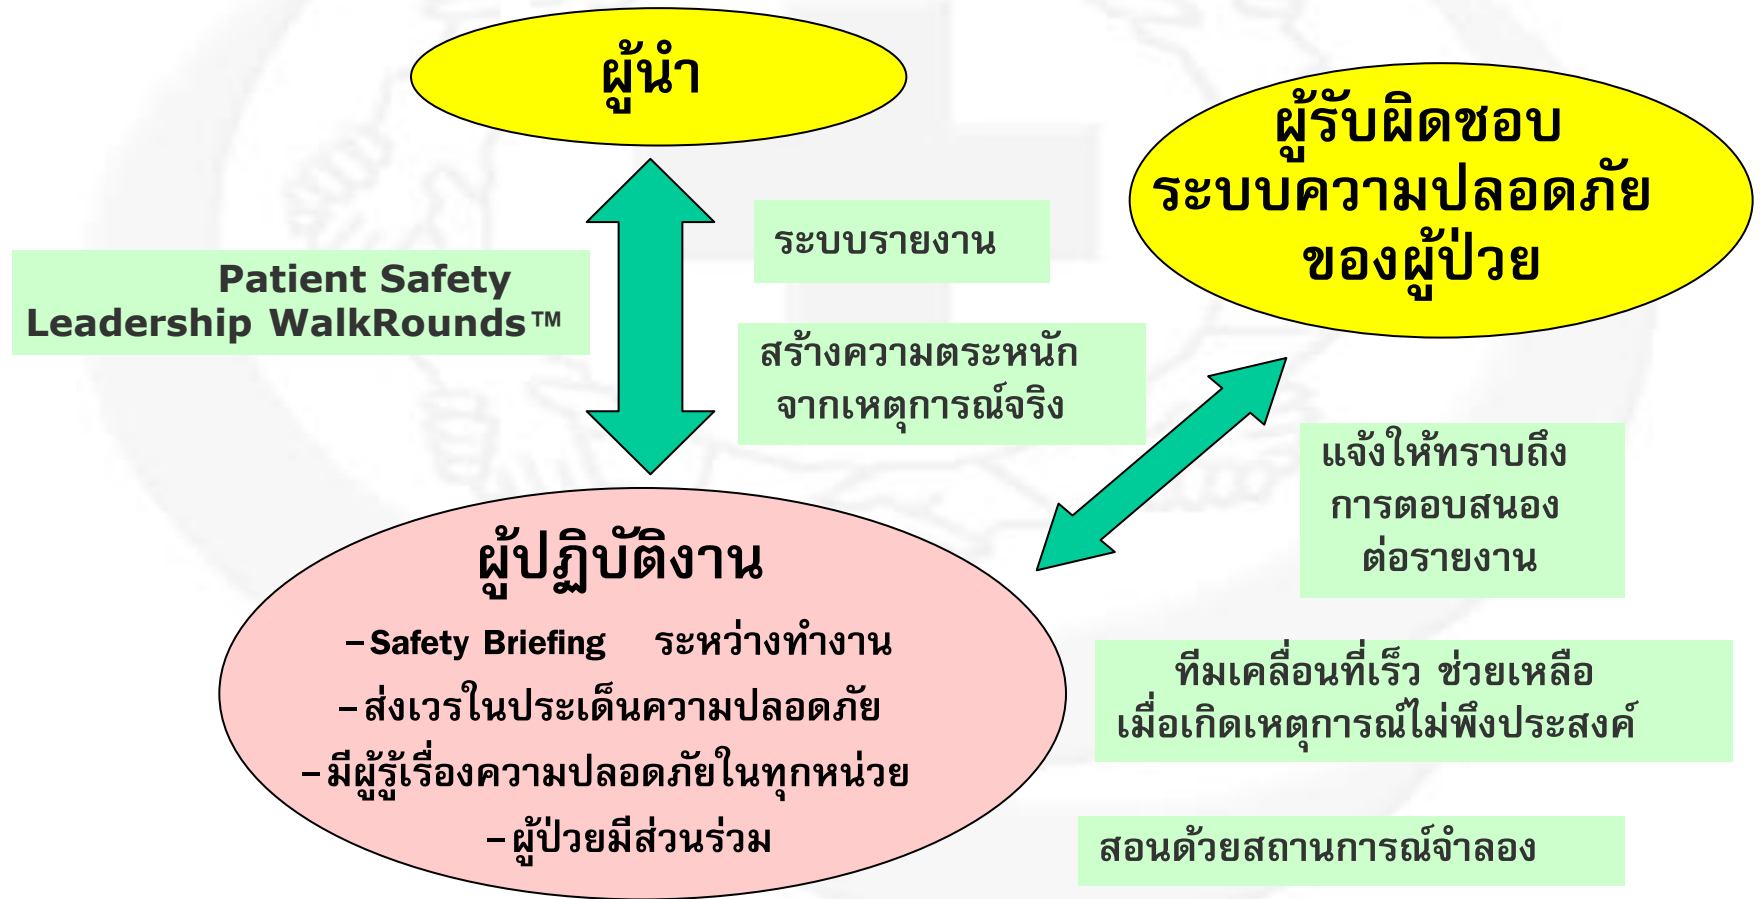 ผู้นำ
ผู้รับผิดชอบ
ระบบความปลอดภัย
ของผู้ป่วย
ระบบรายงาน
Patient Safety
Leadership WalkRounds™
สร้างความตระหนัก
จากเหตุการณ์จริง
แจ้งให้ทราบถึง
การตอบสนอง
ต่อรายงาน
ผู้ปฏิบัติงาน
–Safety Briefing ระหว่างทำงาน
–ส่งเวรในประเด็นความปลอดภัย
–มีผู้รู้เรื่องความปลอดภัยในทุกหน่วย
–ผู้ป่วยมีส่วนร่วม
ทีมเคลื่อนที่เร็ว ช่วยเหลือ
เมื่อเกิดเหตุการณ์ไม่พึงประสงค์
สอนด้วยสถานการณ์จำลอง